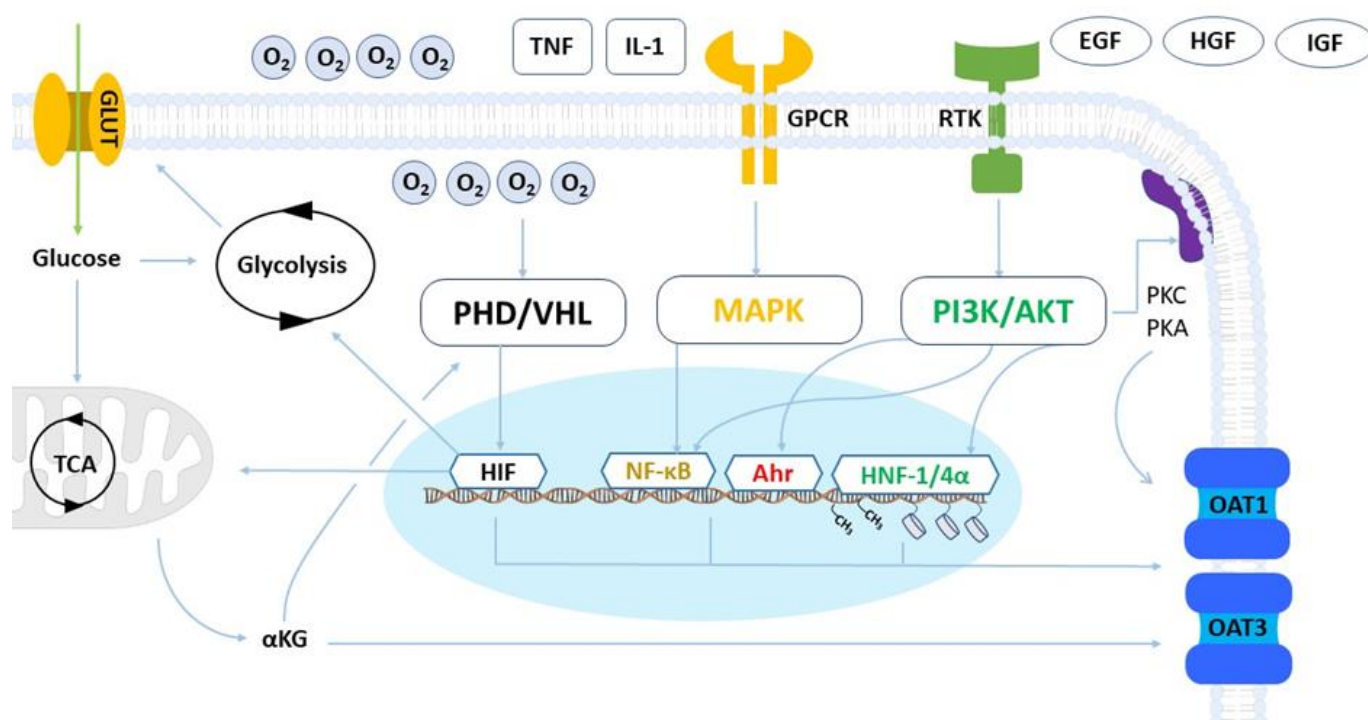 O2 O2 O2 O2
TNF
IL-1
EGF
HGF
IGF
GLUT
GPCR
RTK
O2 O2 O2 O2
Glucose
Glycolysis
PHD/VHL
MAPK
PI3K/AKT
PKC
PKA
TCA
HIF
NF-κB
Ahr
HNF-1/4α
CH3
CH3
OAT1
OAT3
αKG